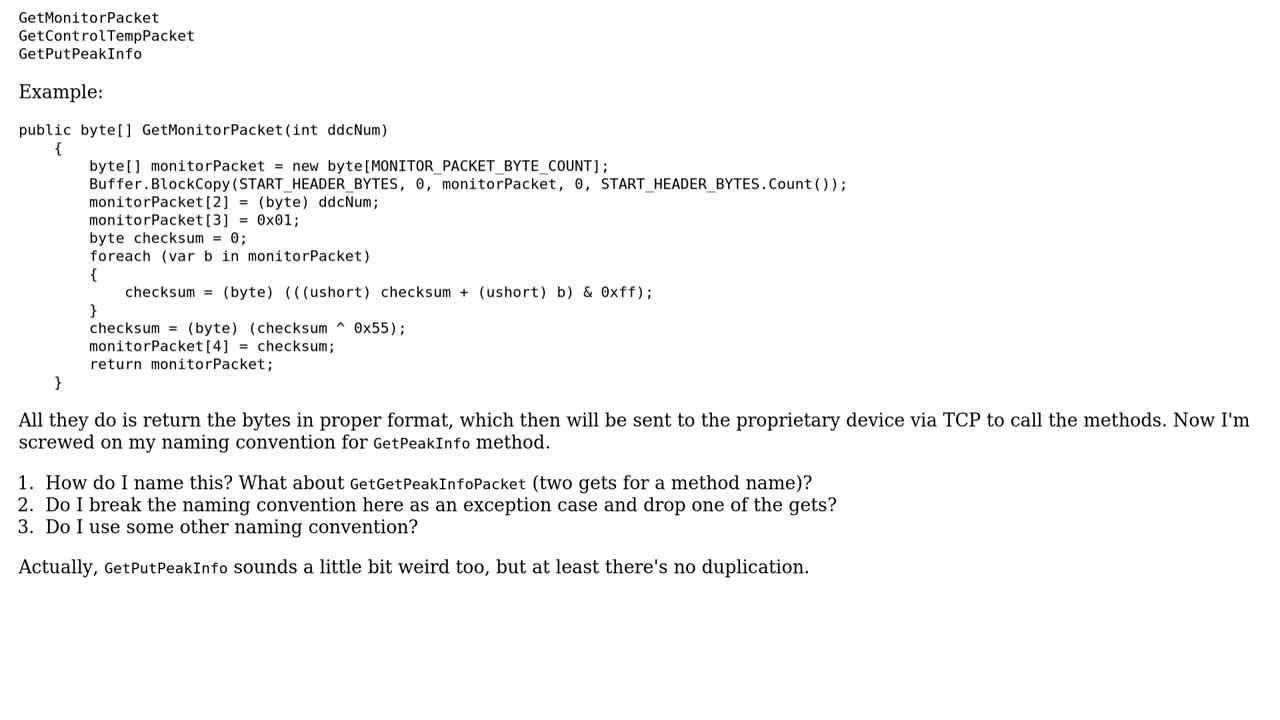 GetMonitorPacket
GetControlTempPacket
GetPutPeakInfo
Example:
public byte[] GetMonitorPacket(int ddcNum)
    {
        byte[] monitorPacket = new byte[MONITOR_PACKET_BYTE_COUNT];
        Buffer.BlockCopy(START_HEADER_BYTES, 0, monitorPacket, 0, START_HEADER_BYTES.Count());
        monitorPacket[2] = (byte) ddcNum;
        monitorPacket[3] = 0x01;
        byte checksum = 0;
        foreach (var b in monitorPacket)
        {
            checksum = (byte) (((ushort) checksum + (ushort) b) & 0xff);
        }
        checksum = (byte) (checksum ^ 0x55);
        monitorPacket[4] = checksum;
        return monitorPacket;
    }
All they do is return the bytes in proper format, which then will be sent to the proprietary device via TCP to call the methods. Now I'm
screwed on my naming convention for GetPeakInfo method.
1. How do I name this? What about GetGetPeakInfoPacket (two gets for a method name)?
2. Do I break the naming convention here as an exception case and drop one of the gets?
3. Do I use some other naming convention?
Actually, GetPutPeakInfo sounds a little bit weird too, but at least there's no duplication.